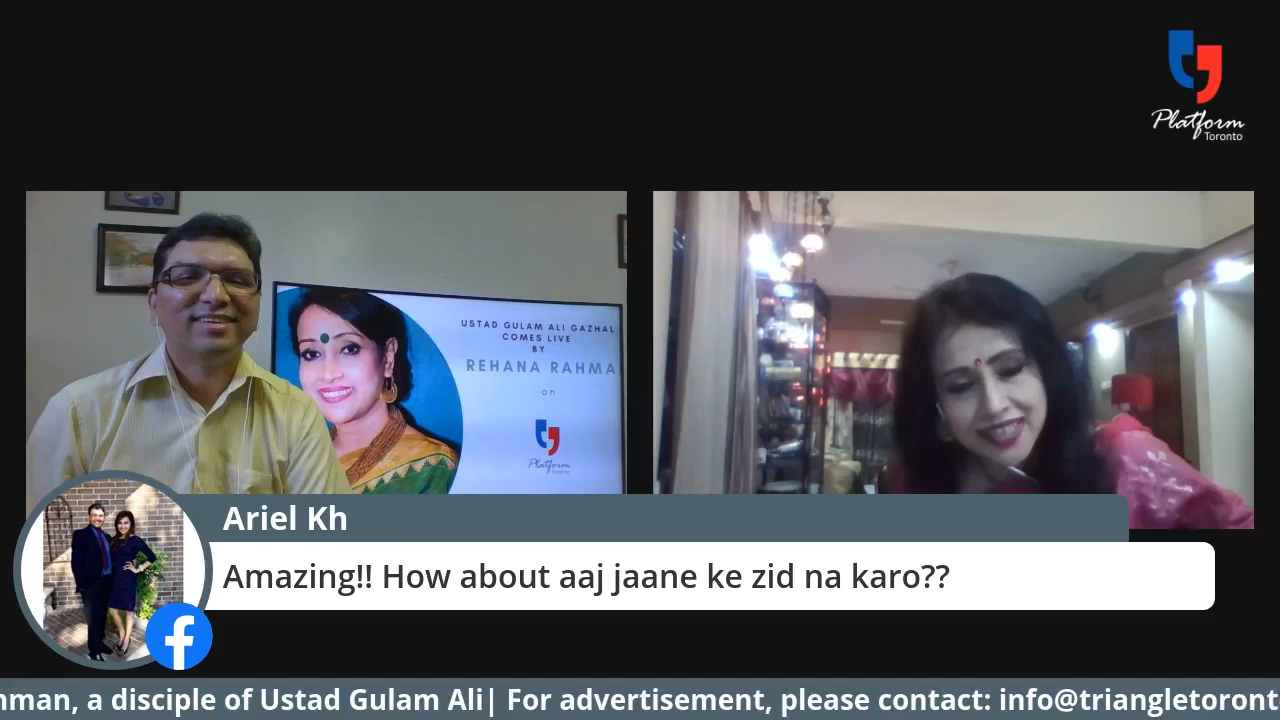 Platform
Toronto
USTAD GULAM ALI GAZHAL
COMES LIVE
BY
REHANA RAHMA
on
Platform
Toronto
Ariel Kh
Amazing!! How about aaj jaane ke zid na karo??
hman, a disciple of Ustad Gulam Ali| For advertisement, please contact: info@triangletoront